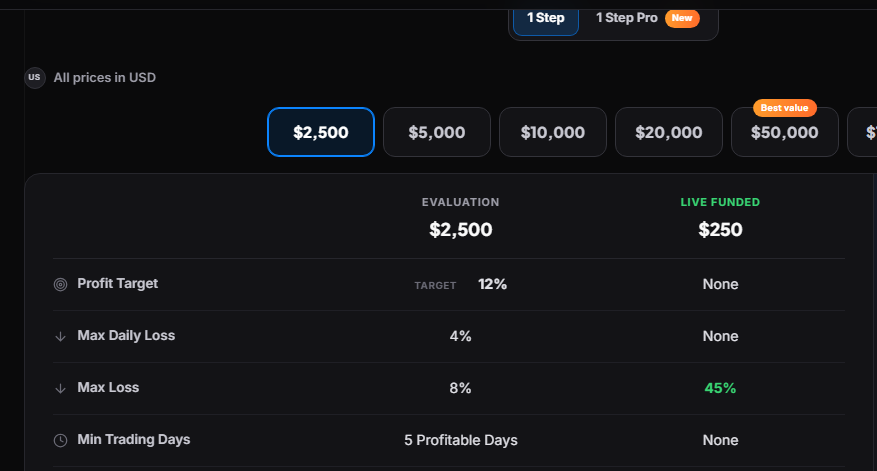 1 Step 1 Step Pro New
US All prices in USD
Best value
$2,500 $5,000 $10,000 $20,000 $50,000
EVALUATION LIVE FUNDED
$2,500 $250
Profit Target TARGET 12% None
Max Daily Loss 4% None
Max Loss 8% 45%
Min Trading Days 5 Profitable Days None